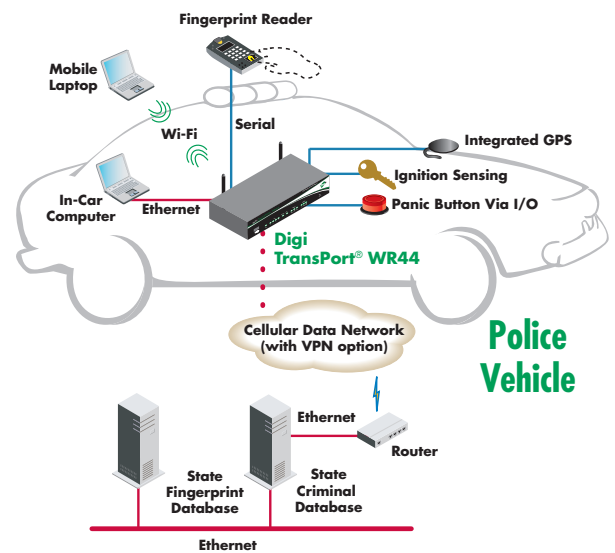 Fingerprint Reader
Mobile
Laptop
Wi-Fi
Serial
Integrated GPS
Ignition Sensing
In-Car
Computer
Ethernet
Panic Button Via I/O
Digi
TransPort® WR44
Cellular Data Network
(with VPN option)
Police
Vehicle
Ethernet
Router
State
Fingerprint
Database
State
Criminal
Database
Ethernet